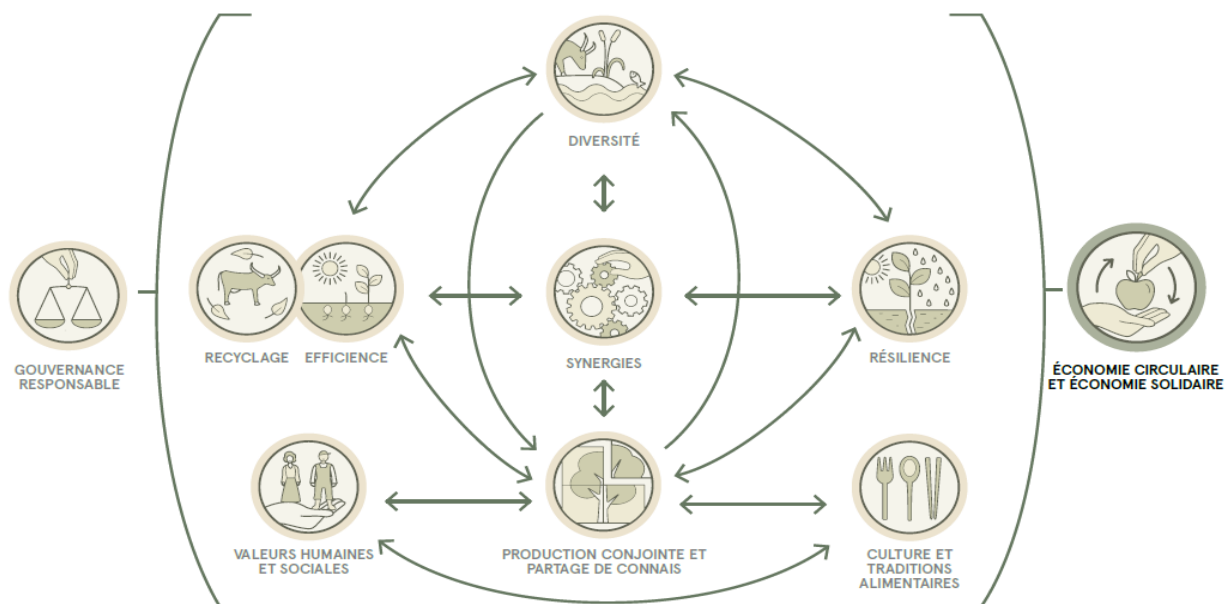 DIVERSITÉ
GOUVERNANCE
RESPONSABLE
RECYCLAGE
EFFICIENCE
SYNERGIES
RÉSILIENCE
ÉCONOMIE CIRCULAIRE
ET ÉCONOMIE SOLIDAIRE
VALEURS HUMAINES
ET SOCIALES
PRODUCTION CONJOINTE ET
PARTAGE DE CONNAIS
CULTURE ET
TRADITIONS
ALIMENTAIRES